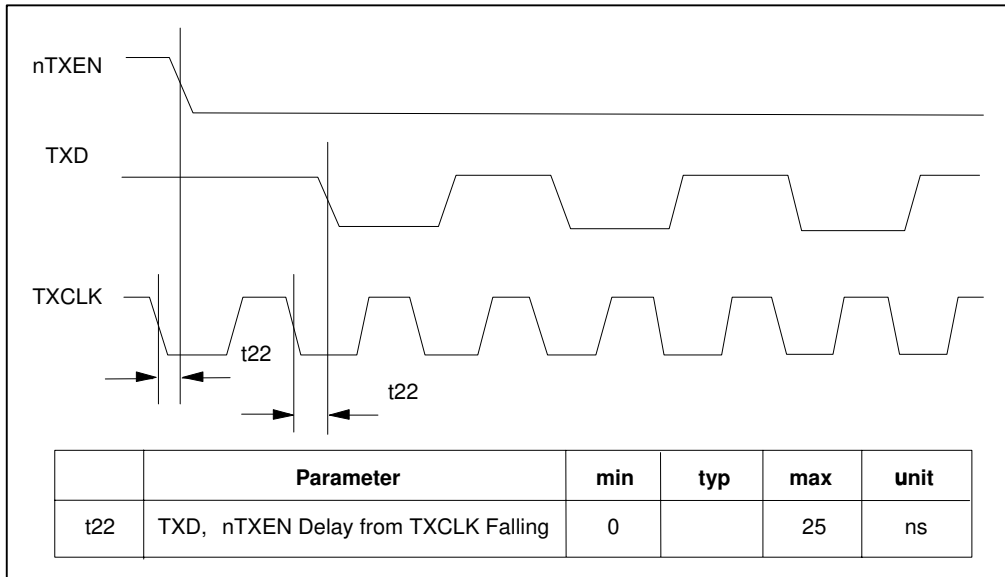 nTXEN
TXD
TXCLK
t22
t22
Parameter min typ max unit
t22 TXD, nTXEN Delay from TXCLK Falling 0 25 ns